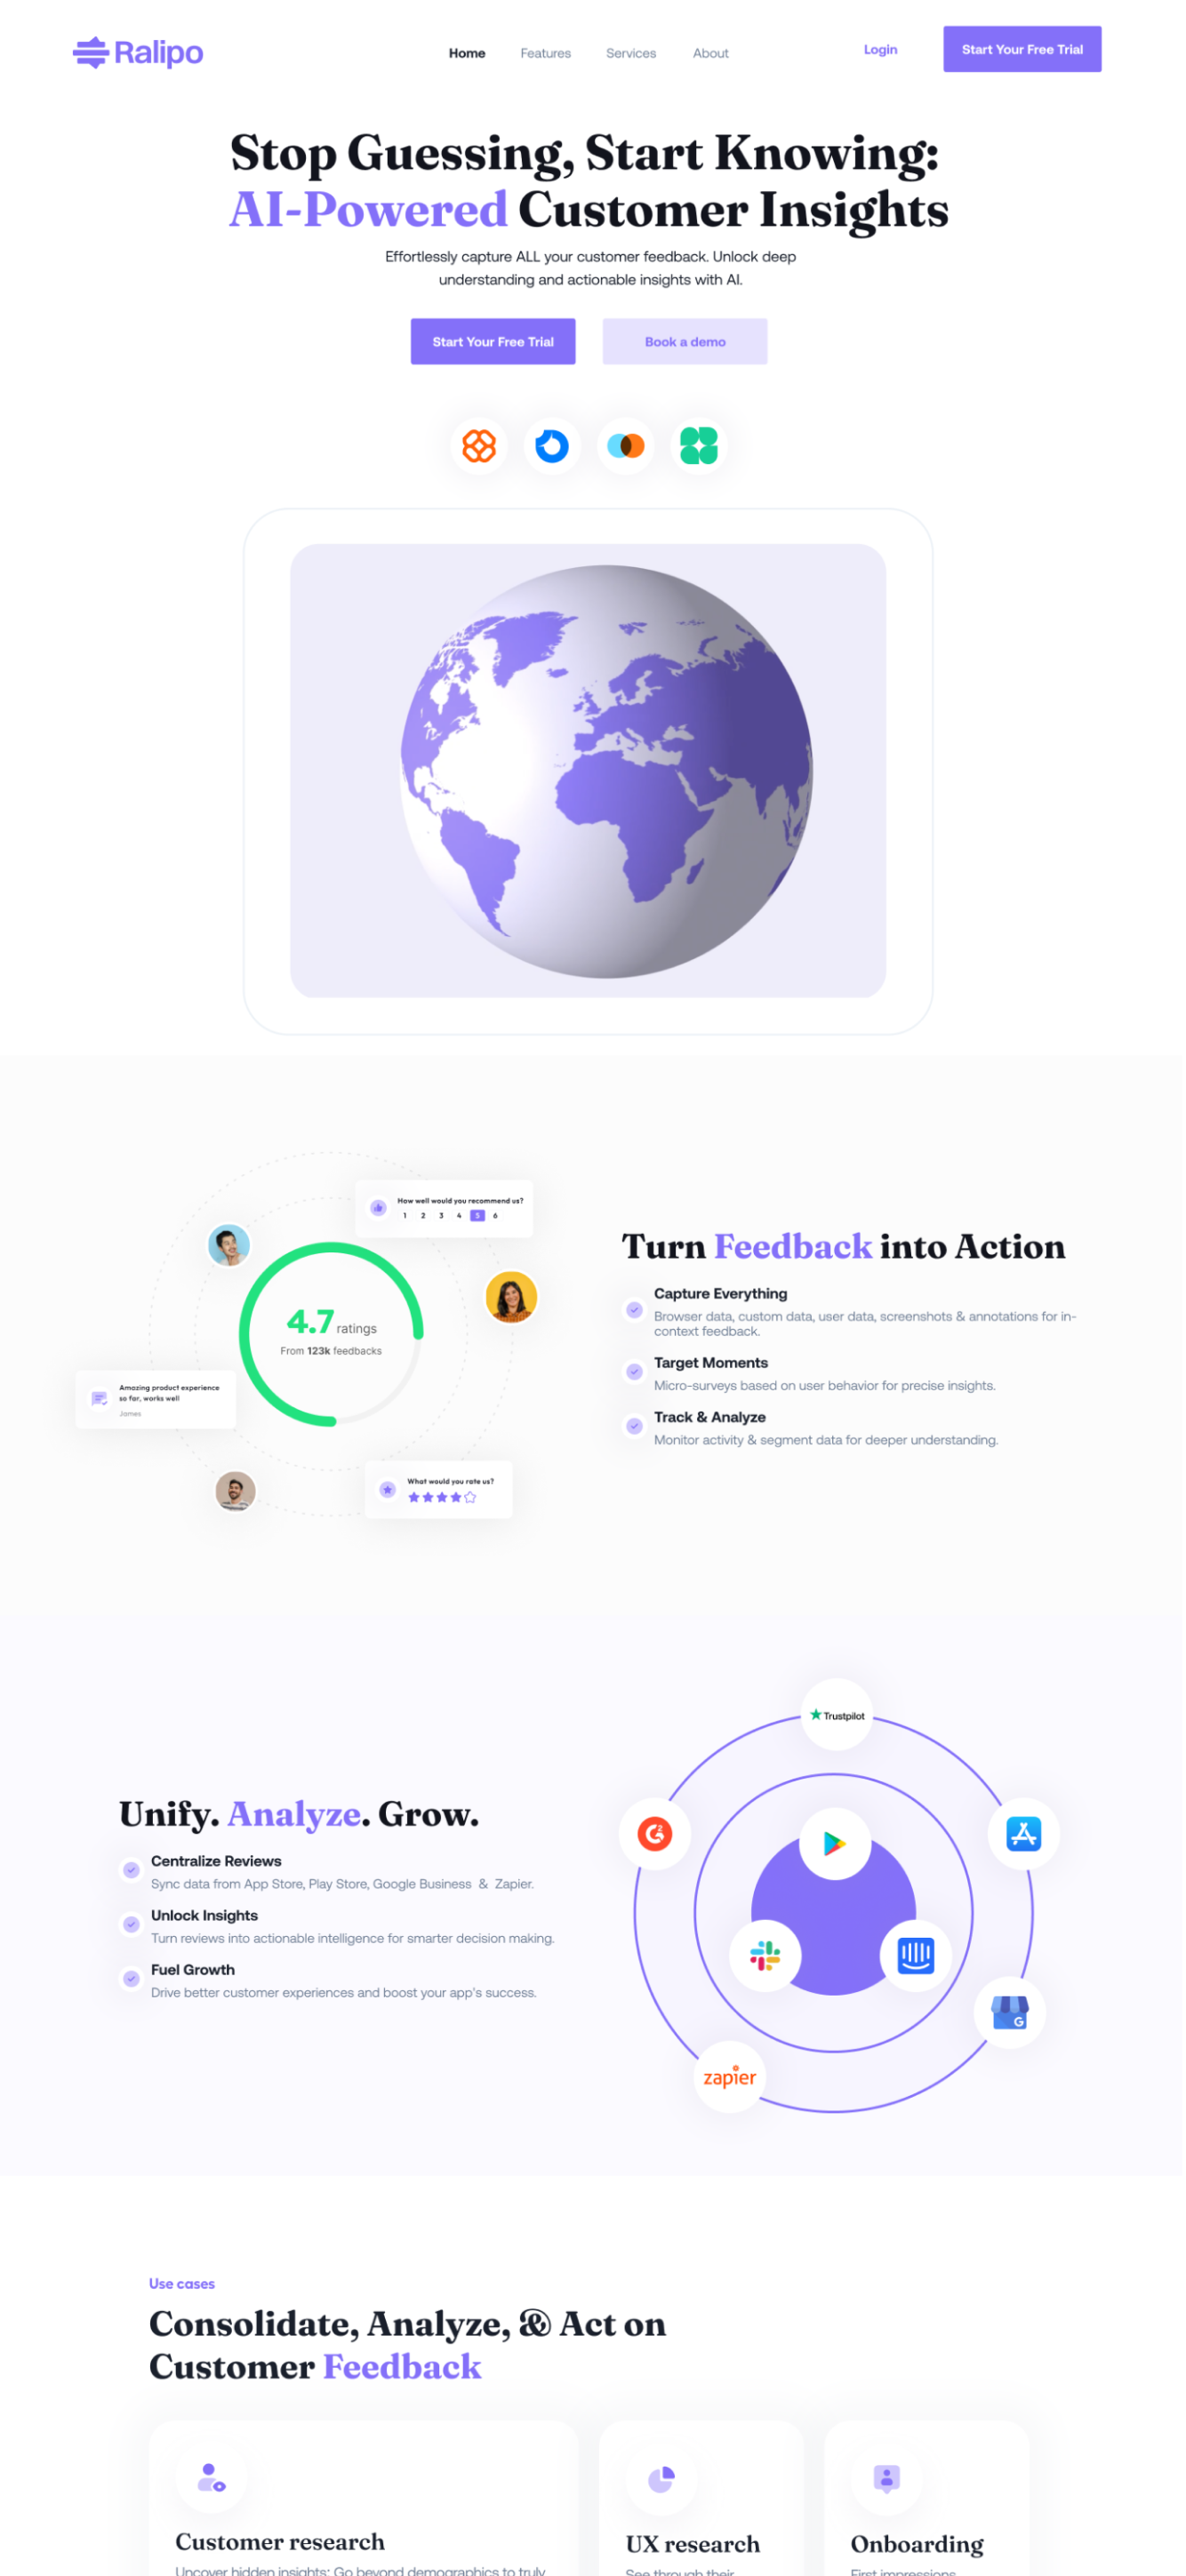 Ralipo
Home Features Services About
Login
Start Your Free Trial
Stop Guessing, Start Knowing:
AI-Powered Customer Insights
Effortlessly capture ALL your customer feedback. Unlock deep
understanding and actionable insights with AI.
Start Your Free Trial
Book a demo
How well would you recommend us?
1 2 3 4 5 6
4.7 ratings
From 123k feedbacks
Amazing product experience
so far, works well
James
What would you rate us?
Turn Feedback into Action
Capture Everything
Browser data, custom data, user data, screenshots & annotations for in-
context feedback.
Target Moments
Micro-surveys based on user behavior for precise insights.
Track & Analyze
Monitor activity & segment data for deeper understanding.
Trustpilot
G2
Unify. Analyze. Grow.
Centralize Reviews
Sync data from App Store, Play Store, Google Business & Zapier.
Unlock Insights
Turn reviews into actionable intelligence for smarter decision making.
Fuel Growth
Drive better customer experiences and boost your app's success.
G
zapier
Use cases
Consolidate, Analyze, & Act on
Customer Feedback
Customer research
Uncover hidden insights: Go beyond demographics to truly
UX research
See through their
Onboarding
First impressions